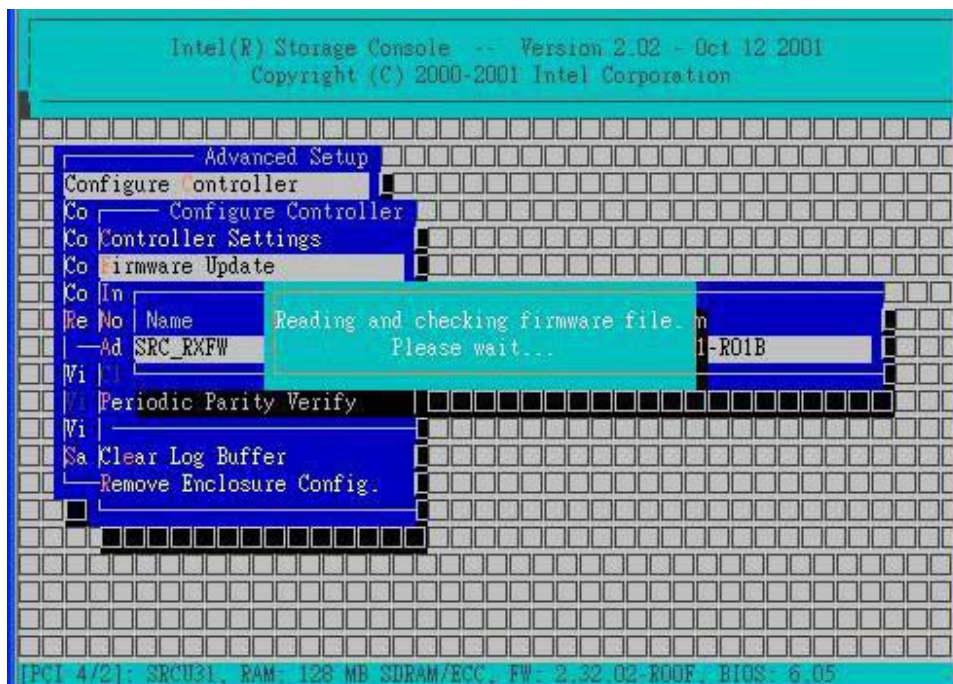 Intel(R) Storage Console -- Version 2.02 - Oct 12 2001
Copyright (C) 2000-2001 Intel Corporation
Advanced Setup
Configure Controller
Co Configure Controller
Co Controller Settings
Co Firmware Update
Co In
Re No Name Reading and checking firmware file. n
Ad SRC_RXFW Please wait... 1-R01B
Vi Cl
Vi Periodic Parity Verify
Vi
Sa Clear Log Buffer
Remove Enclosure Config.
[PCI 4/2]: SRCU31, RAM: 128 MB SDRAM/ECC, FW: 2.32.02-R00F, BIOS: 6.05